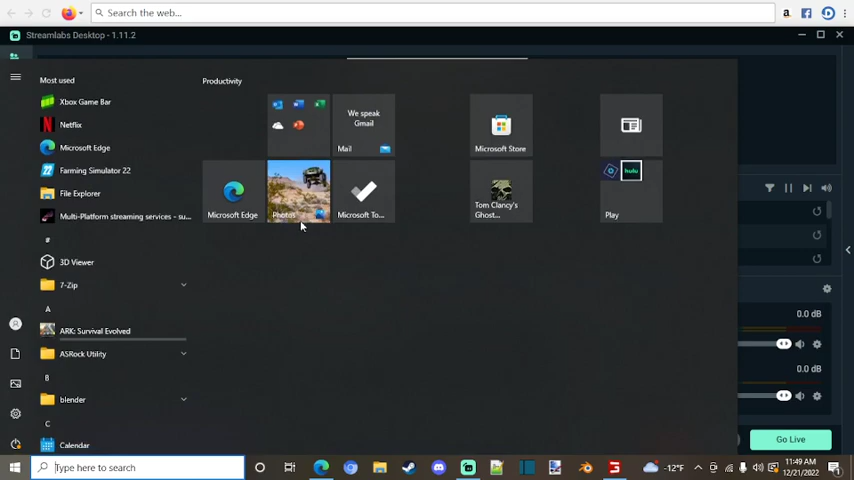 Search the web...
Streamlabs Desktop - 1.11.2
Most used
Productivity
Xbox Game Bar
Netflix
Microsoft Edge
Farming Simulator 22
File Explorer
Multi-Platform streaming services - su...
#
3D Viewer
7-Zip
A
ARK: Survival Evolved
ASRock Utility
B
blender
C
Calendar
We speak
Gmail
Mail
Microsoft Store
Microsoft Edge
Photos
Microsoft To...
Tom Clancy's
Ghost...
hulu
Play
0.0 dB
0.0 dB
Go Live
Type here to search
-12°F
11:49 AM
12/21/2022
1